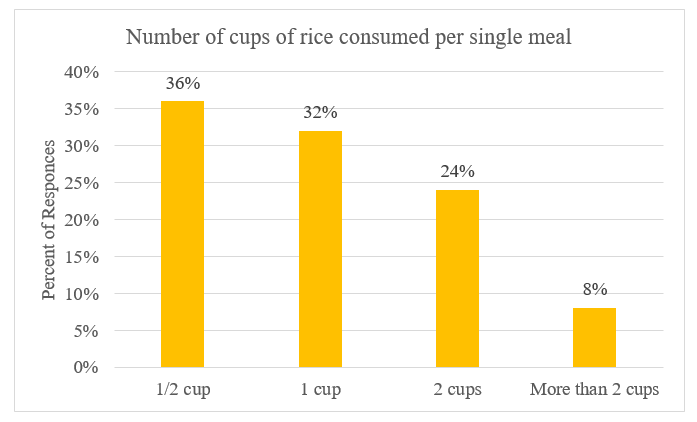 Number of cups of rice consumed per single meal
Percent of Responces
40%
35%
30%
25%
20%
15%
10%
5%
0%
36%
32%
24%
8%
1/2 cup
1 cup
2 cups
More than 2 cups